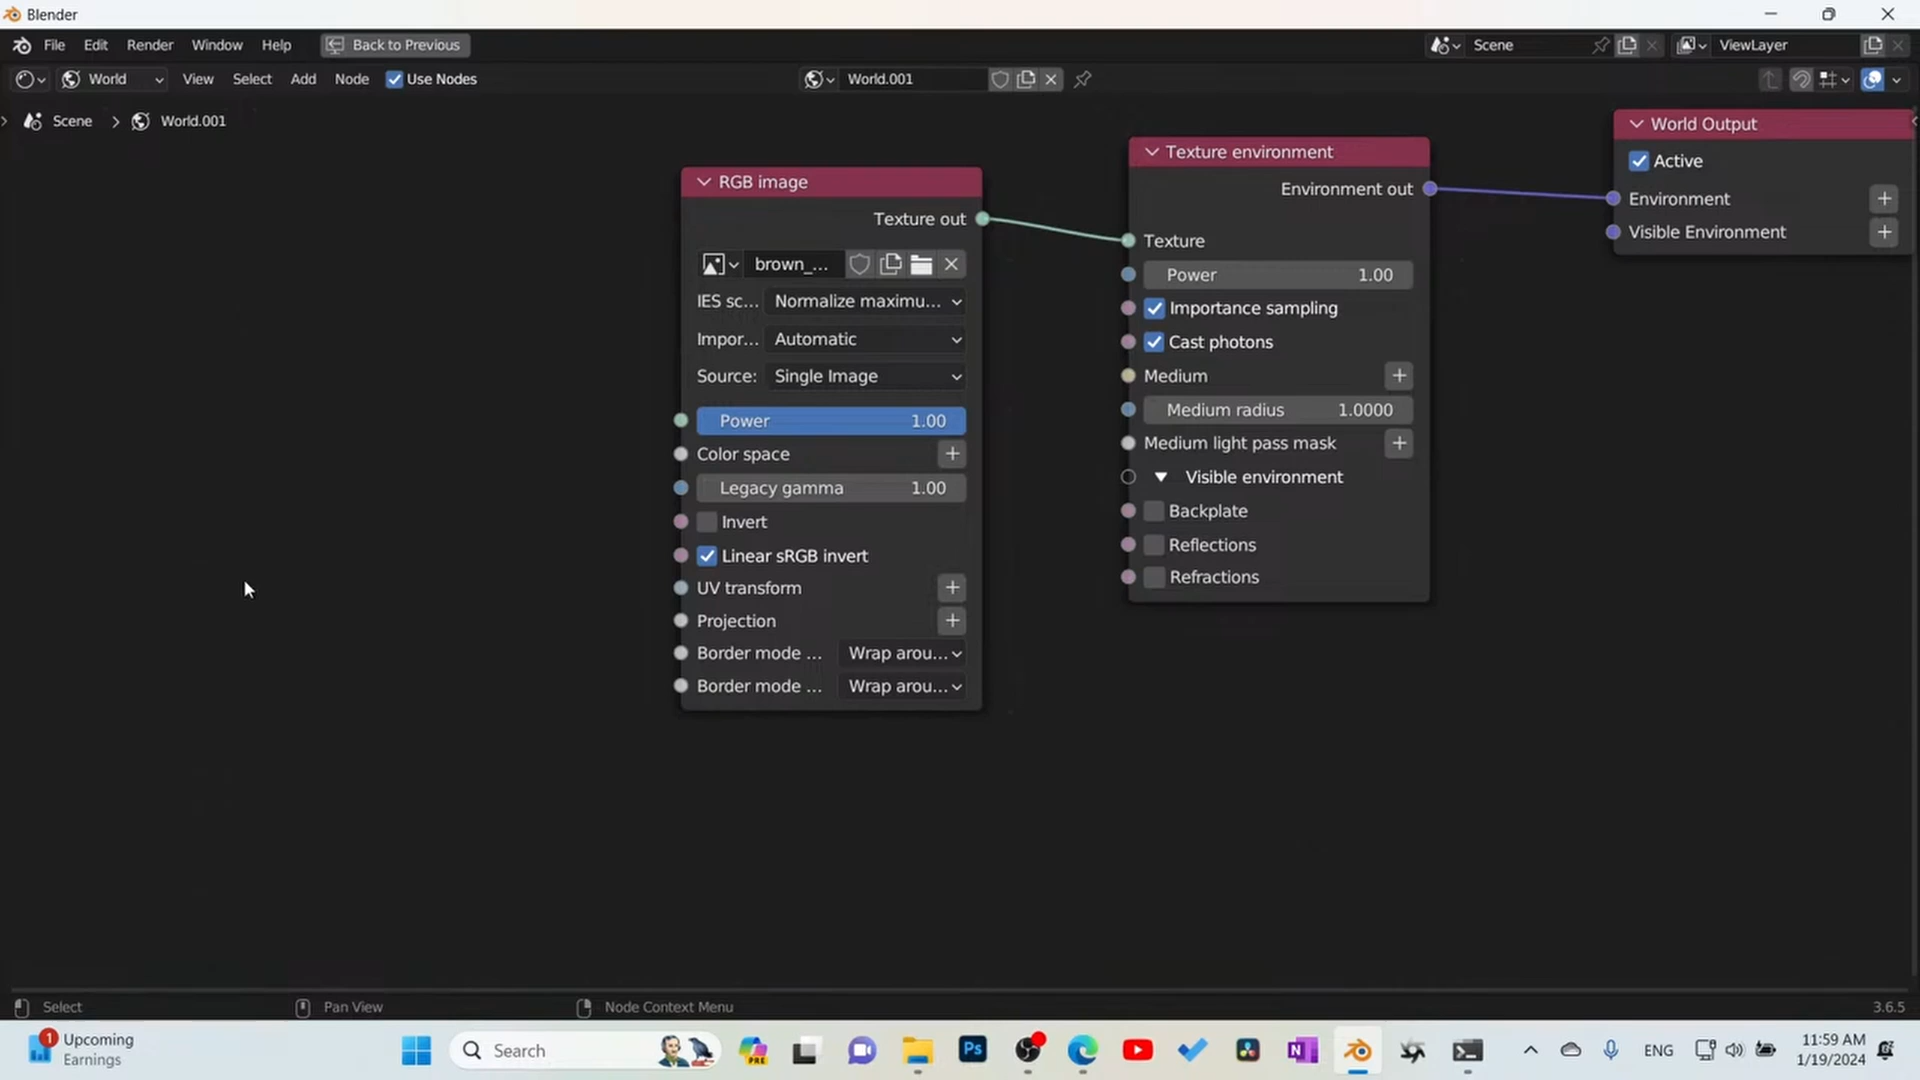 Blender
File Edit Render Window Help Back to Previous Scene ViewLayer
World View Select Add Node Use Nodes World.001
Scene > World.001
RGB image
Texture out
brown_...
IES sc... Normalize maximu...
Impor... Automatic
Source: Single Image
Power 1.00
Color space
Legacy gamma 1.00
Invert
Linear sRGB invert
UV transform
Projection
Border mode ... Wrap arou...
Border mode ... Wrap arou...
Texture environment
Environment out
Texture
Power 1.00
Importance sampling
Cast photons
Medium
Medium radius 1.0000
Medium light pass mask
Visible environment
Backplate
Reflections
Refractions
World Output
Active
Environment
Visible Environment
Select Pan View Node Context Menu 3.6.5
1 Upcoming
Earnings
Search
PRE
Ps
N
ENG
11:59 AM
1/19/2024